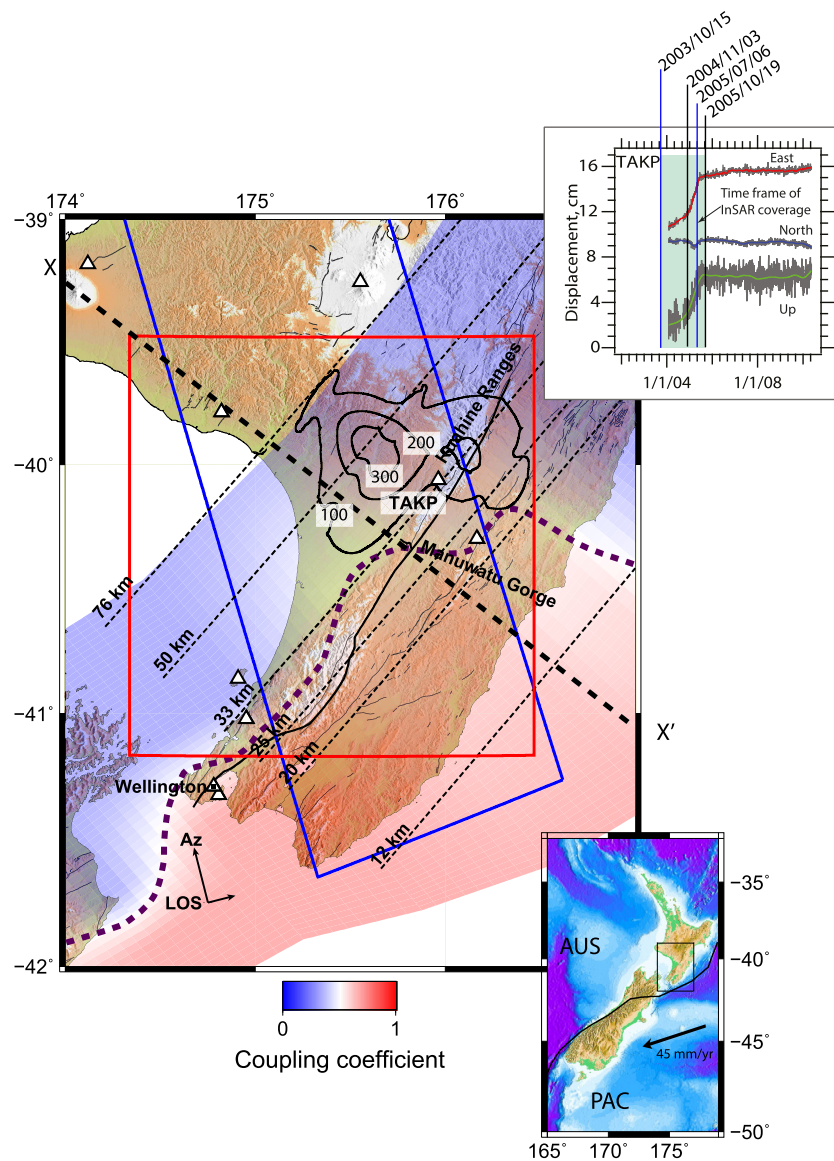 2003/10/15
2004/11/03
2005/07/06
2005/10/19
TAKP
East
Time frame of
InSAR coverage
North
Up
Displacement, cm
16
12
8
4
0
1/1/04
1/1/08
174˚
175˚
176˚
−39˚
−40˚
−41˚
−42˚
X
X'
Ruahine Ranges
200
300
100
TAKP
Manuwatu Gorge
76 km
50 km
33 km
25 km
20 km
12 km
Wellington
Az
LOS
0
1
Coupling coefficient
AUS
PAC
45 mm/yr
−35˚
−40˚
−45˚
−50˚
165˚
170˚
175˚